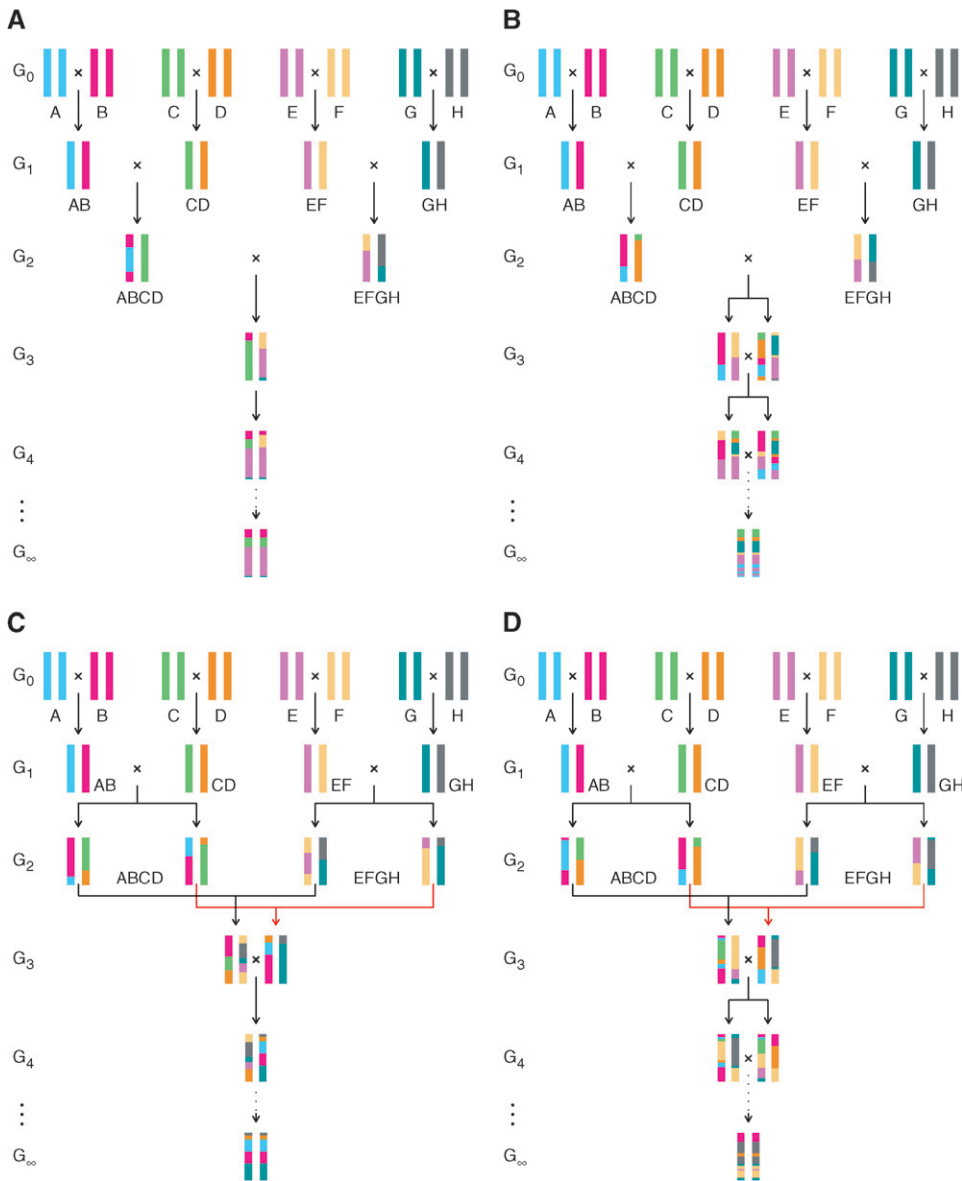 A
G0 × × × ×
A B C D E F G H
G1 × ×
AB CD EF GH
G2 ×
ABCD EFGH
G3
G4
⋮
G∞
B
G0 × × × ×
A B C D E F G H
G1 × ×
AB CD EF GH
G2 ×
ABCD EFGH
G3 ×
G4 ×
⋮
G∞
C
G0 × × × ×
A B C D E F G H
G1 AB × CD EF × GH
G2 ABCD EFGH
G3 ×
G4
⋮
G∞
D
G0 × × × ×
A B C D E F G H
G1 AB × CD EF × GH
G2 ABCD EFGH
G3 ×
G4 ×
⋮
G∞